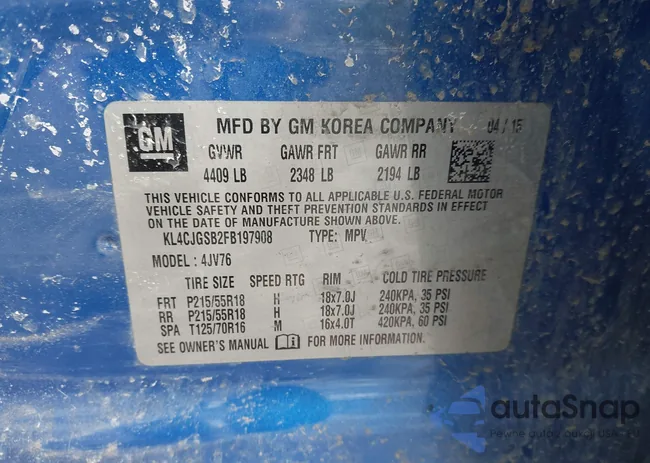 GM
MFD BY GM KOREA COMPANY 04/15
GVWR GAWR FRT GAWR RR
4409 LB 2348 LB 2194 LB
THIS VEHICLE CONFORMS TO ALL APPLICABLE U.S. FEDERAL MOTOR
VEHICLE SAFETY AND THEFT PREVENTION STANDARDS IN EFFECT
ON THE DATE OF MANUFACTURE SHOWN ABOVE.
KL4CJGSB2FB197908 TYPE: MPV
MODEL: 4JV76
TIRE SIZE SPEED RTG RIM COLD TIRE PRESSURE
FRT P215/55R18 H 18x7.0J 240KPA, 35 PSI
RR P215/55R18 H 18x7.0J 240KPA, 35 PSI
SPA T125/70R16 M 16x4.0T 420KPA, 60 PSI
SEE OWNER'S MANUAL FOR MORE INFORMATION.
autoSnap
Pewne auto, auto z USA